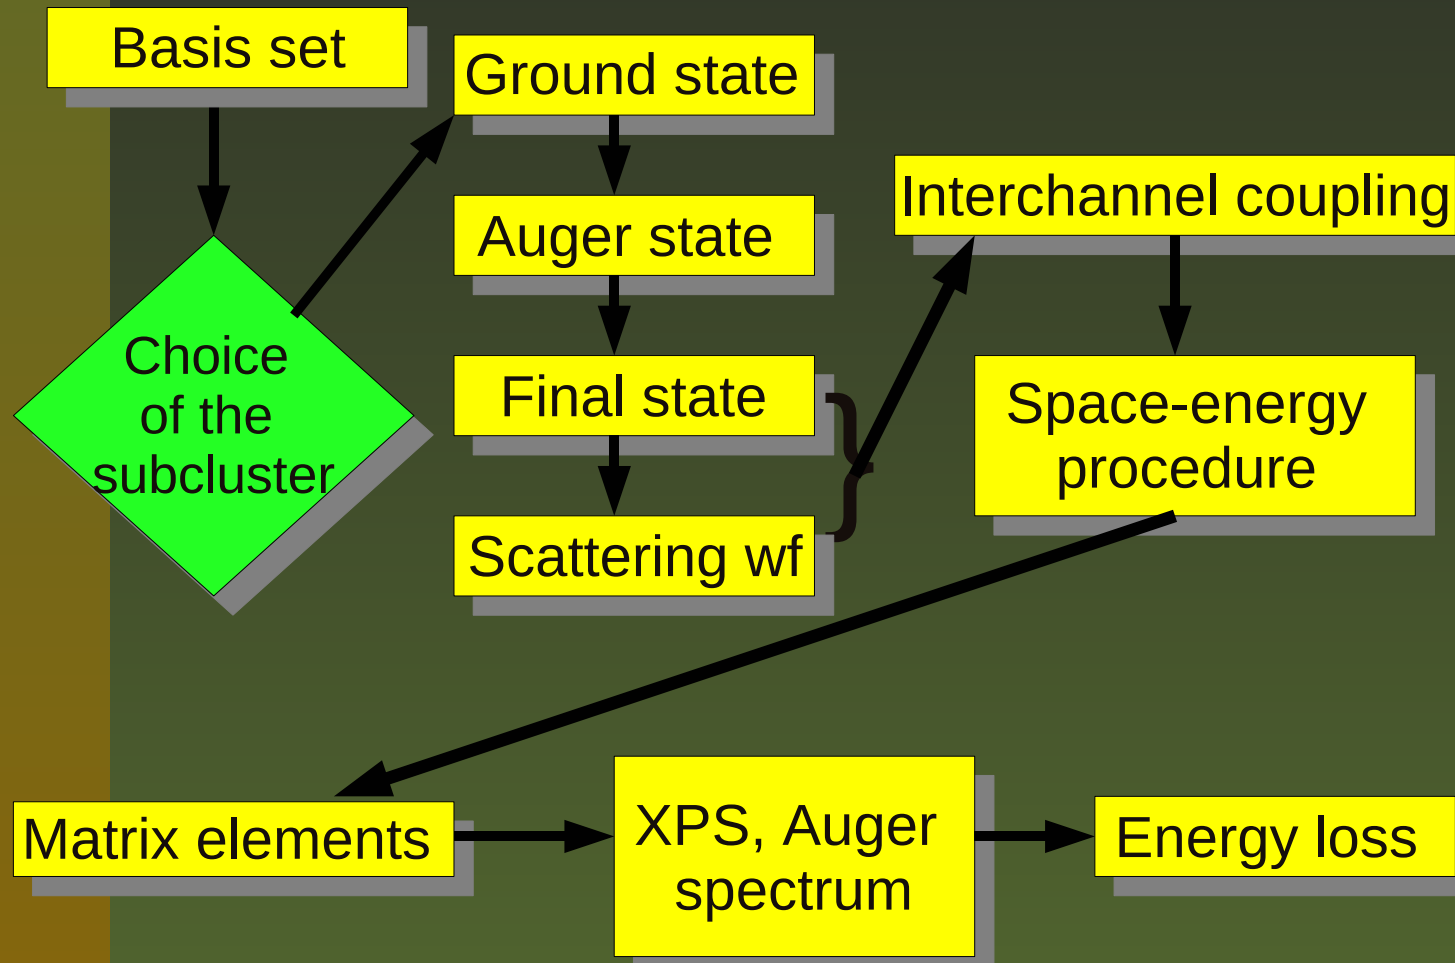 Basis set
Choice
of the
subcluster
Ground state
Auger state
Final state
Scattering wf
}
Interchannel coupling
Space-energy
procedure
Matrix elements
XPS, Auger
spectrum
Energy loss